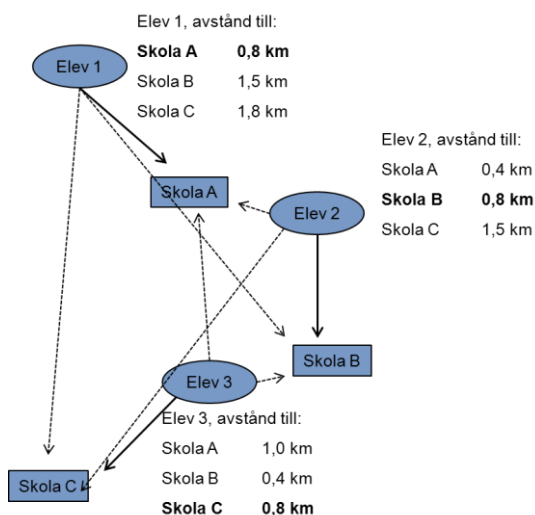 Elev 1, avstånd till:
Skola A 0,8 km
Skola B 1,5 km
Skola C 1,8 km
Elev 1
Elev 2, avstånd till:
Skola A 0,4 km
Skola B 0,8 km
Skola C 1,5 km
Skola A
Elev 2
Skola B
Elev 3
Elev 3, avstånd till:
Skola A 1,0 km
Skola B 0,4 km
Skola C 0,8 km
Skola C